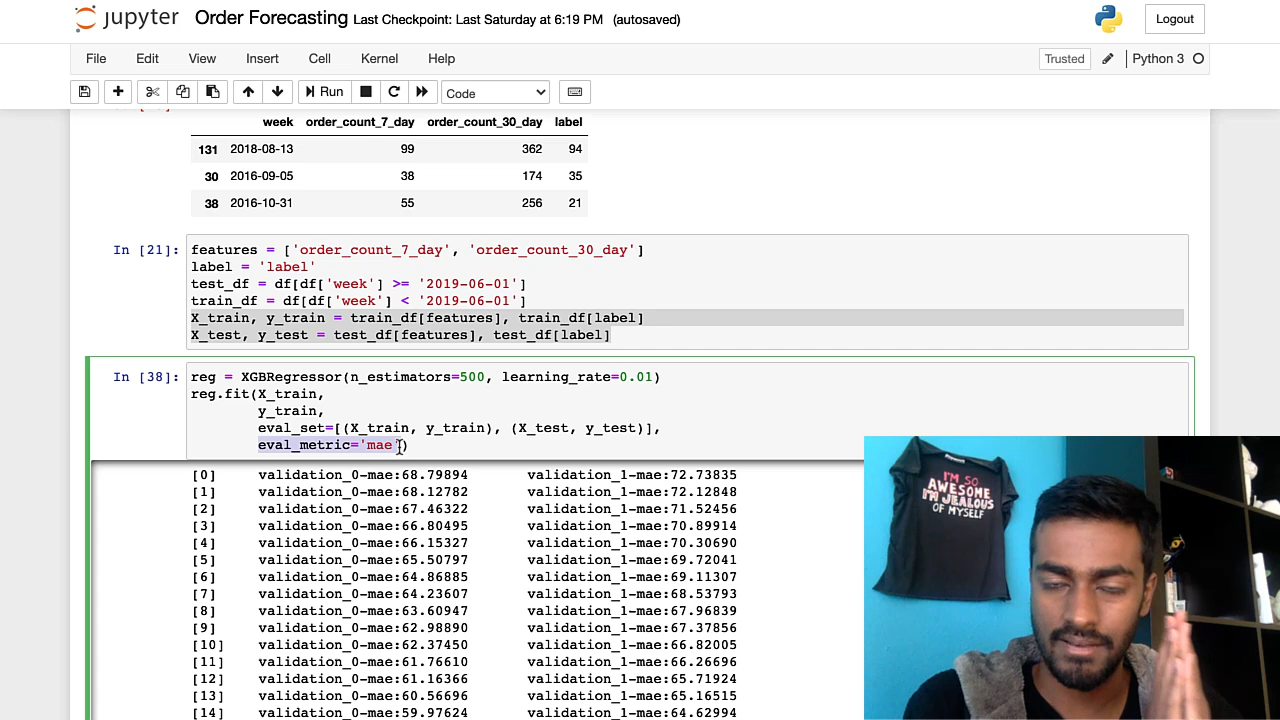 jupyter Order Forecasting Last Checkpoint: Last Saturday at 6:19 PM (autosaved) Logout
File Edit View Insert Cell Kernel Help Trusted Python 3
Run Code
week order_count_7_day order_count_30_day label
131 2018-08-13 99 362 94
30 2016-09-05 38 174 35
38 2016-10-31 55 256 21
In [21]: features = ['order_count_7_day', 'order_count_30_day']
label = 'label'
test_df = df[df['week'] >= '2019-06-01']
train_df = df[df['week'] < '2019-06-01']
X_train, y_train = train_df[features], train_df[label]
X_test, y_test = test_df[features], test_df[label]
In [38]: reg = XGBRegressor(n_estimators=500, learning_rate=0.01)
reg.fit(X_train,
y_train,
eval_set=[(X_train, y_train), (X_test, y_test)],
eval_metric='mae')
[0] validation_0-mae:68.79894 validation_1-mae:72.73835
[1] validation_0-mae:68.12782 validation_1-mae:72.12848
[2] validation_0-mae:67.46322 validation_1-mae:71.52456
[3] validation_0-mae:66.80495 validation_1-mae:70.89914
[4] validation_0-mae:66.15327 validation_1-mae:70.30690
[5] validation_0-mae:65.50797 validation_1-mae:69.72041
[6] validation_0-mae:64.86885 validation_1-mae:69.11307
[7] validation_0-mae:64.23607 validation_1-mae:68.53793
[8] validation_0-mae:63.60947 validation_1-mae:67.96839
[9] validation_0-mae:62.98890 validation_1-mae:67.37856
[10] validation_0-mae:62.37450 validation_1-mae:66.82005
[11] validation_0-mae:61.76610 validation_1-mae:66.26696
[12] validation_0-mae:61.16366 validation_1-mae:65.71924
[13] validation_0-mae:60.56696 validation_1-mae:65.16515
[14] validation_0-mae:59.97624 validation_1-mae:64.62994
I'M SO
AWESOME
I'M JEALOUS
OF MYSELF